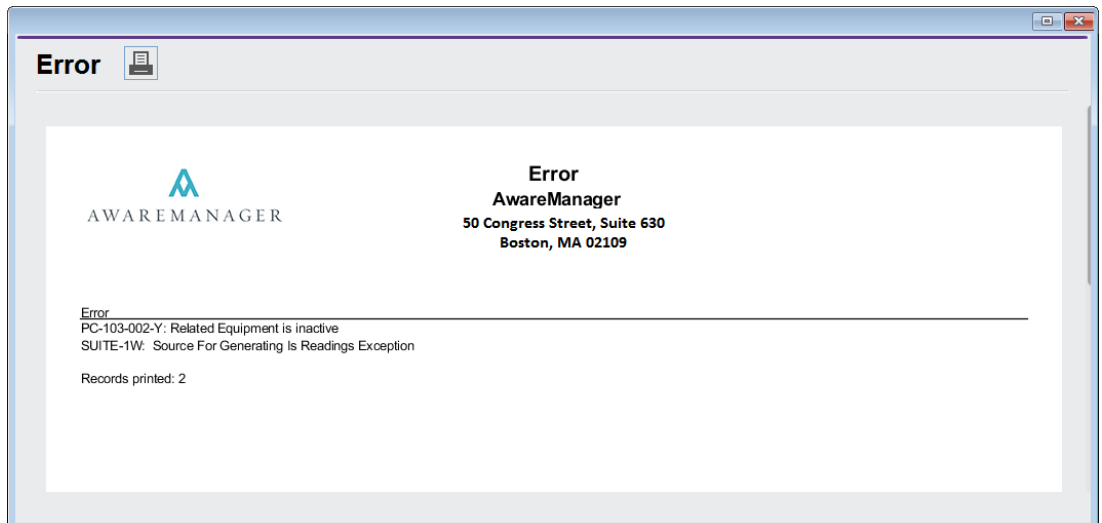 Error
AWAREMANAGER
Error
AwareManager
50 Congress Street, Suite 630
Boston, MA 02109
Error
PC-103-002-Y: Related Equipment is inactive
SUITE-1W:  Source For Generating Is Readings Exception
Records printed: 2